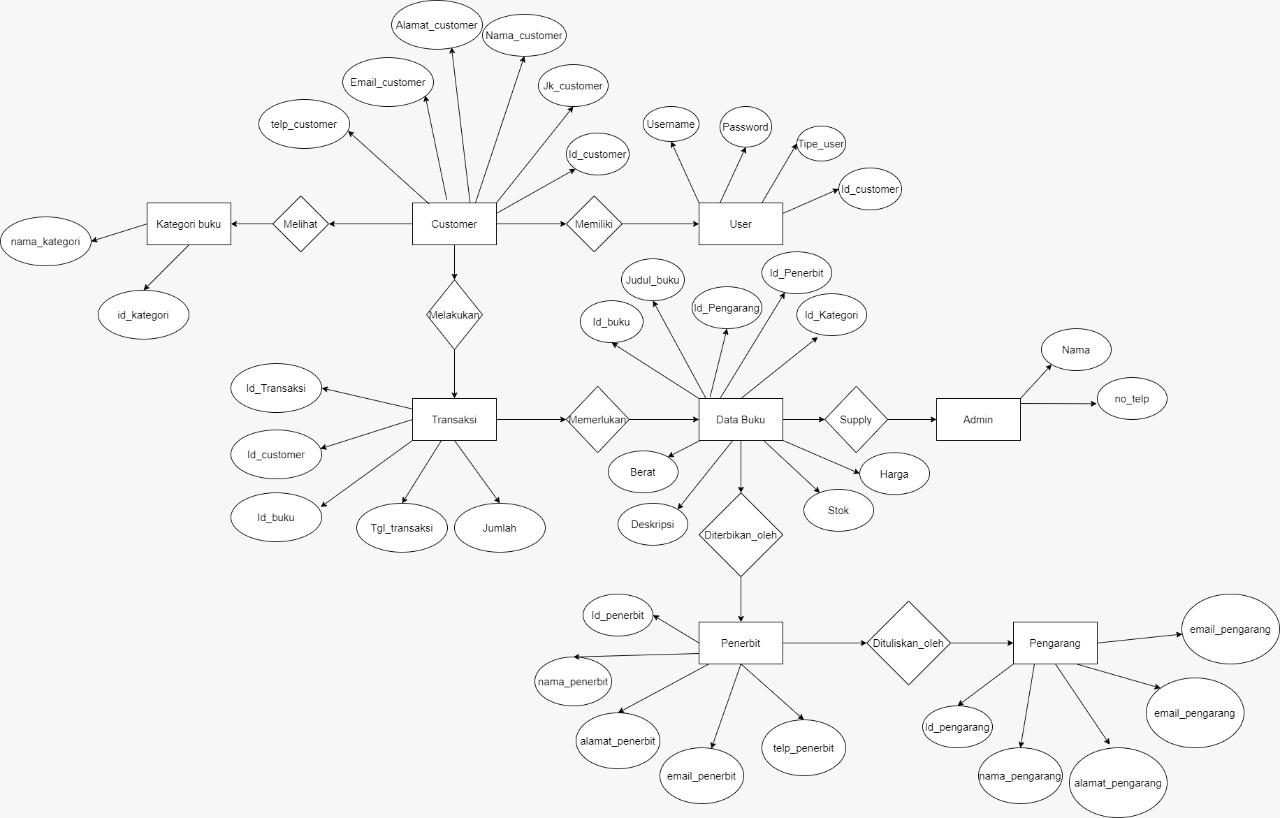 Alamat_customer
Nama_customer
Email_customer
Jk_customer
telp_customer
Id_customer
Username
Password
Tipe_user
Id_customer
Kategori buku
Melihat
Customer
Memiliki
User
nama_kategori
id_kategori
Melakukan
Judul_buku
Id_Penerbit
Id_Pengarang
Id_buku
Id_Kategori
Nama
no_telp
Id_Transaksi
Transaksi
Memerlukan
Data Buku
Supply
Admin
Id_customer
Id_buku
Tgl_transaksi
Jumlah
Berat
Harga
Deskripsi
Stok
Diterbikan_oleh
Id_penerbit
Penerbit
Dituliskan_oleh
Pengarang
email_pengarang
nama_penerbit
alamat_penerbit
email_penerbit
telp_penerbit
Id_pengarang
email_pengarang
nama_pengarang
alamat_pengarang